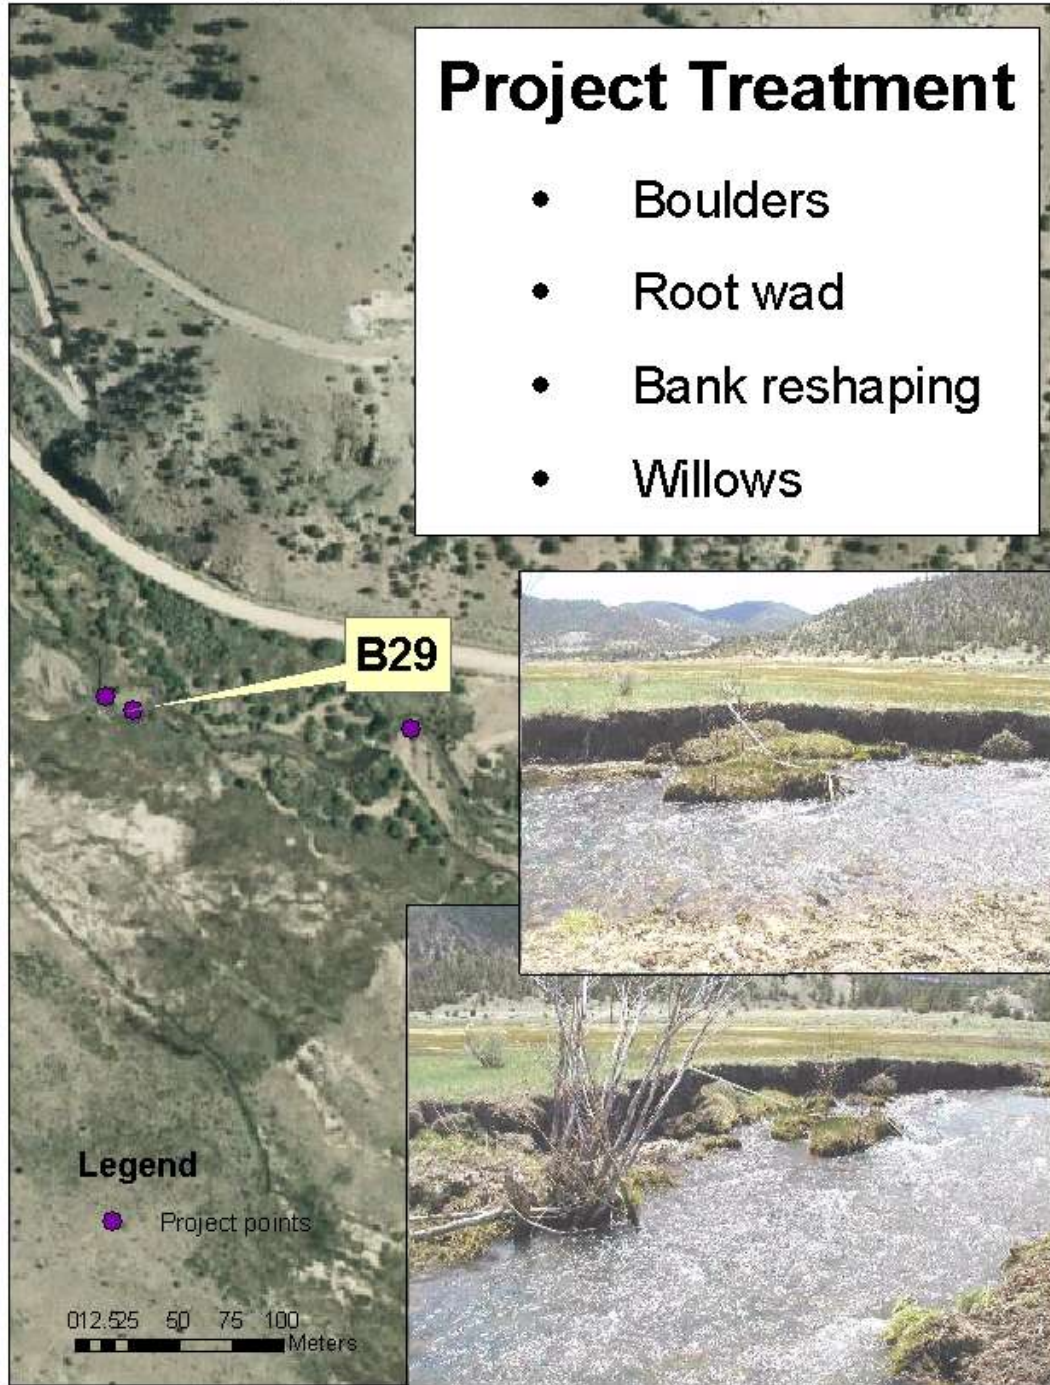 Project Treatment
• Boulders
• Root wad
• Bank reshaping
• Willows
B29
Legend
Project points
012.525 50 75 100
Meters